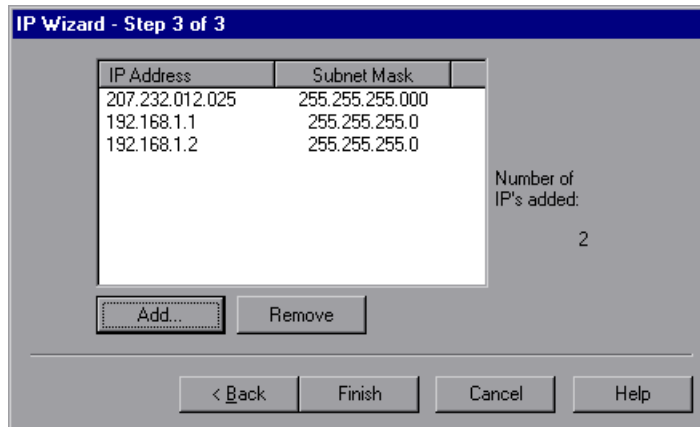 IP Wizard - Step 3 of 3
IP Address Subnet Mask
207.232.012.025 255.255.255.000
192.168.1.1 255.255.255.0
192.168.1.2 255.255.255.0
Number of
IP's added:
2
Add... Remove
< Back Finish Cancel Help